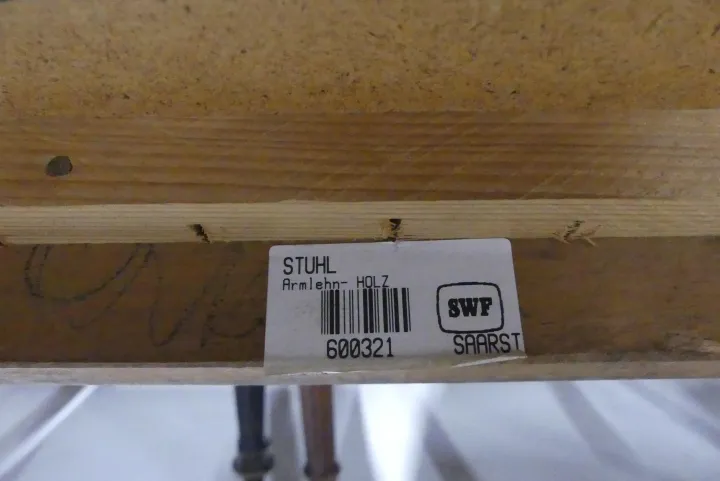 STUHL
Armlehn- HOLZ
SWF
600321
SAARST